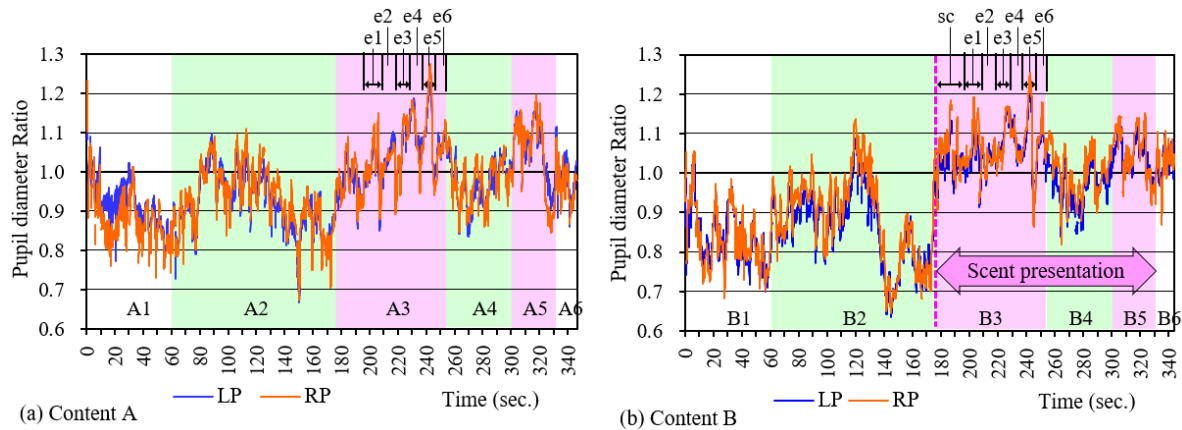 e2 e4 e6
e1 e3 e5
Pupil diameter Ratio
1.3
1.2
1.1
1.0
0.9
0.8
0.7
0.6
A1 A2 A3 A4 A5 A6
0 20 40 60 80 100 120 140 160 180 200 220 240 260 280 300 320 340
LP RP Time (sec.)
(a) Content A
sc e2 e4 e6
e1 e3 e5
Pupil diameter Ratio
1.3
1.2
1.1
1.0
0.9
0.8
0.7
0.6
Scent presentation
B1 B2 B3 B4 B5 B6
0 20 40 60 80 100 120 140 160 180 200 220 240 260 280 300 320 340
LP RP Time (sec.)
(b) Content B